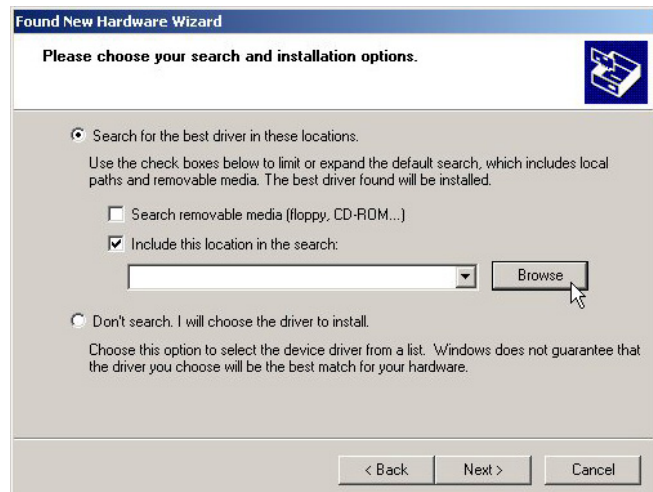 Found New Hardware Wizard
Please choose your search and installation options.
Search for the best driver in these locations.
Use the check boxes below to limit or expand the default search, which includes local
paths and removable media. The best driver found will be installed.
Search removable media (floppy, CD-ROM...)
Include this location in the search:
Browse
Don't search. I will choose the driver to install.
Choose this option to select the device driver from a list. Windows does not guarantee that
the driver you choose will be the best match for your hardware.
< Back Next > Cancel